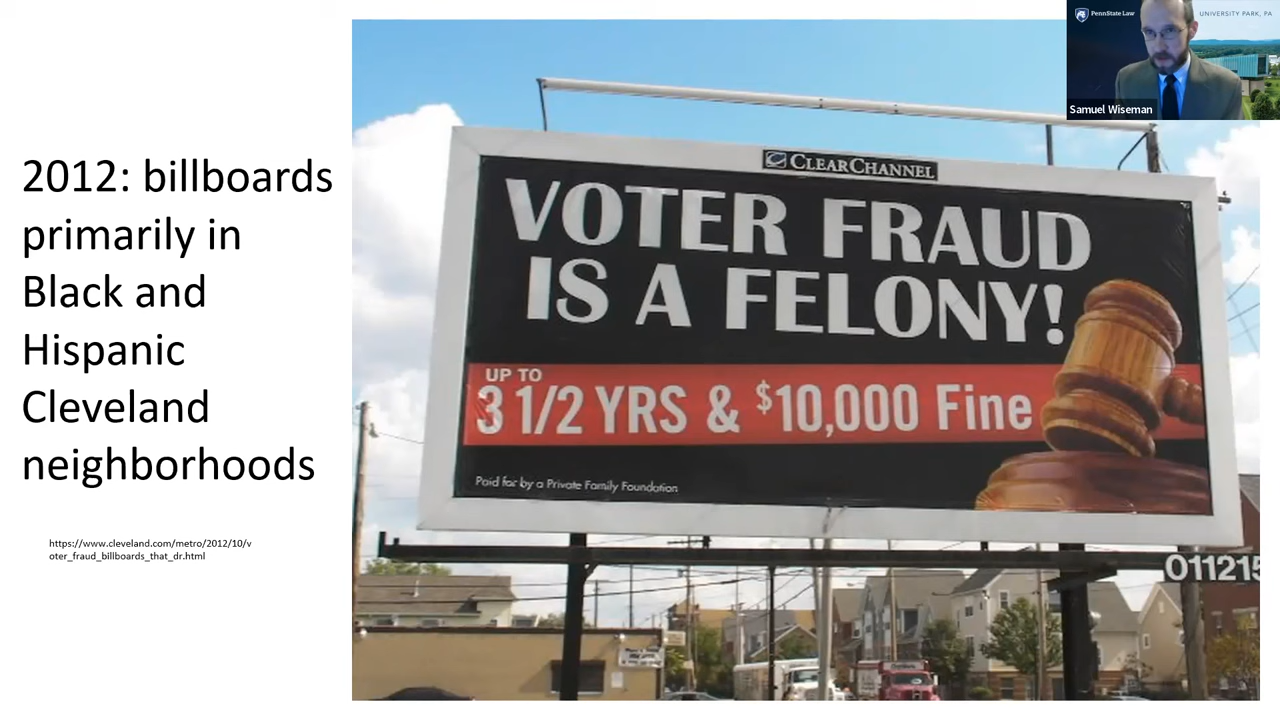 2012: billboards
primarily in
Black and
Hispanic
Cleveland
neighborhoods
https://www.cleveland.com/metro/2012/10/v
oter_fraud_billboards_that_dr.html
CLEARCHANNEL
VOTER FRAUD
IS A FELONY!
UP TO
3 1/2 YRS & $10,000 Fine
Paid for by a Private Family Foundation
011215
PennState Law
UNIVERSITY PARK, PA
Samuel Wiseman